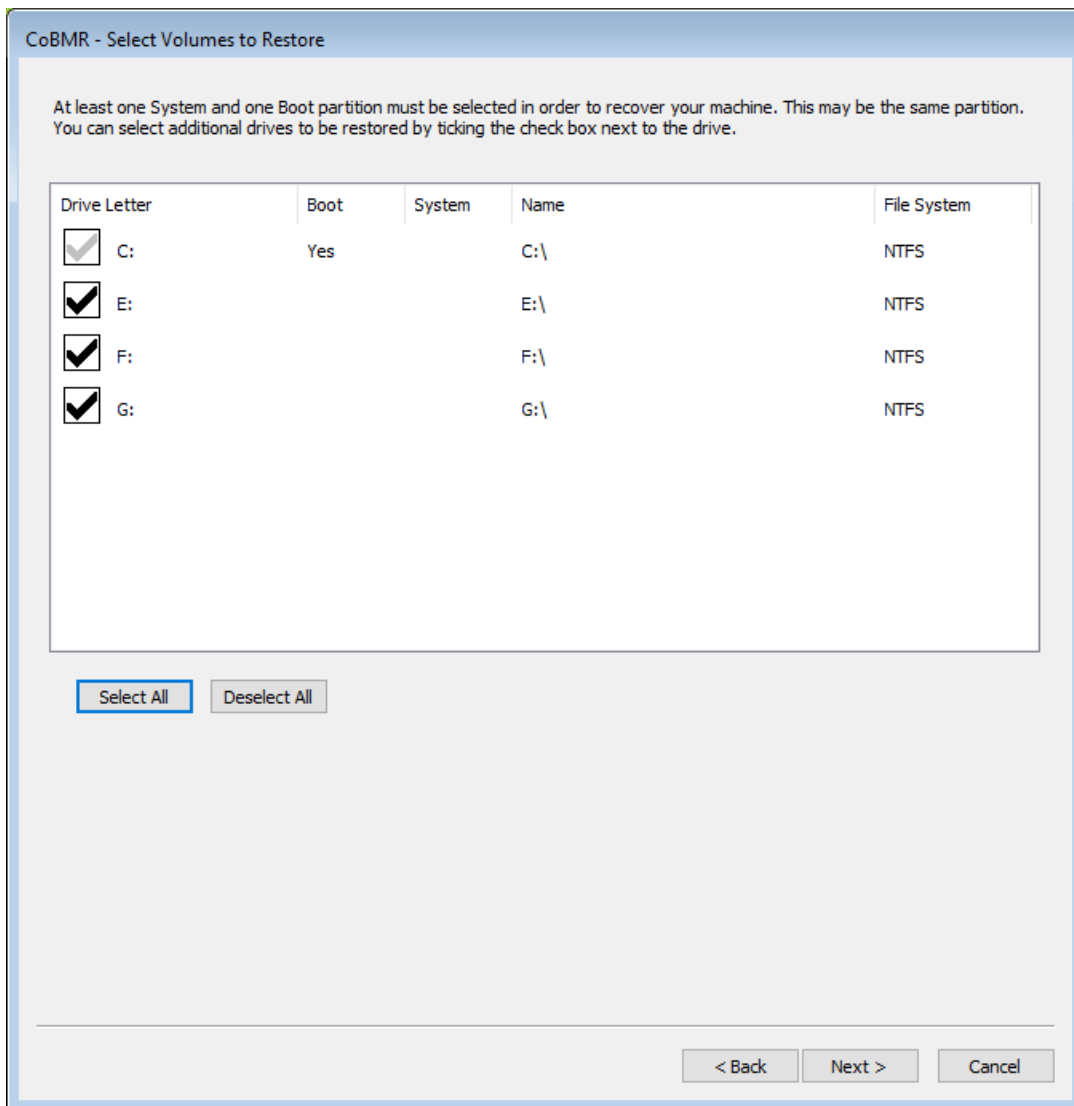 CoBMR - Select Volumes to Restore
At least one System and one Boot partition must be selected in order to recover your machine. This may be the same partition.
You can select additional drives to be restored by ticking the check box next to the drive.
Drive Letter Boot System Name File System
C: Yes C:\ NTFS
E: E:\ NTFS
F: F:\ NTFS
G: G:\ NTFS
Select All Deselect All
< Back Next > Cancel